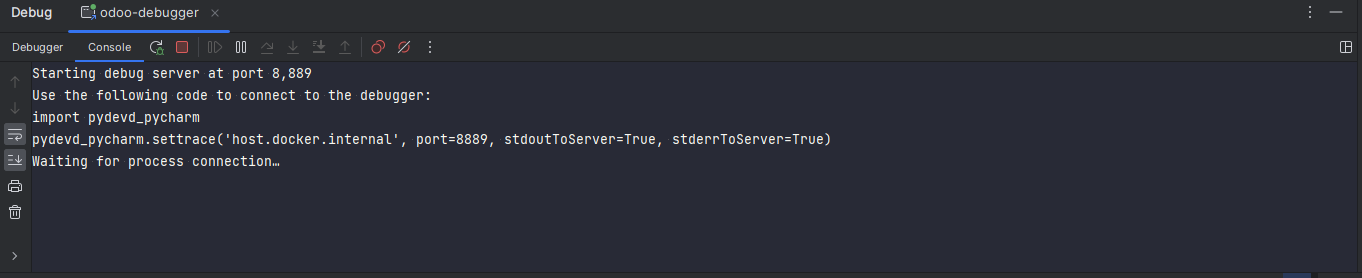 Debug odoo-debugger
Debugger Console
Starting debug server at port 8,889
Use the following code to connect to the debugger:
import pydevd_pycharm
pydevd_pycharm.settrace('host.docker.internal', port=8889, stdoutToServer=True, stderrToServer=True)
Waiting for process connection…